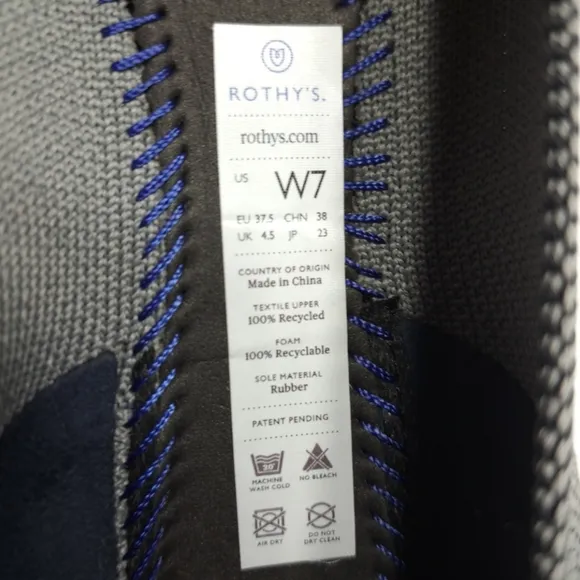 ROTHY'S.
rothys.com
US W7
EU 37.5 CHN 38
UK 4.5 JP 23
COUNTRY OF ORIGIN
Made in China
TEXTILE UPPER
100% Recycled
FOAM
100% Recyclable
SOLE MATERIAL
Rubber
PATENT PENDING
30°
MACHINE
WASH COLD
NO BLEACH
AIR DRY
DO NOT
DRY CLEAN